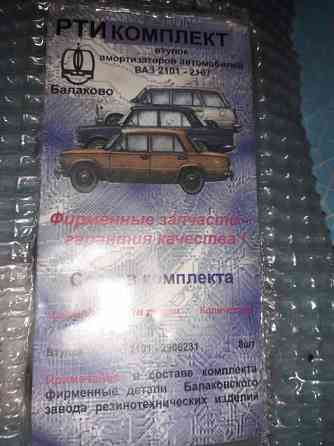 РТИ КОМПЛЕКТ
втулок
амортизаторов автомобилей
ВАЗ 2101 - 2107
Балаково
Фирменные запчасти -
гарантия качества!
комплекта
Втулка 2101 - 2906231 8шт
Примечание: в составе комплекта
фирменные детали Балаковского
завода резинотехнических изделий